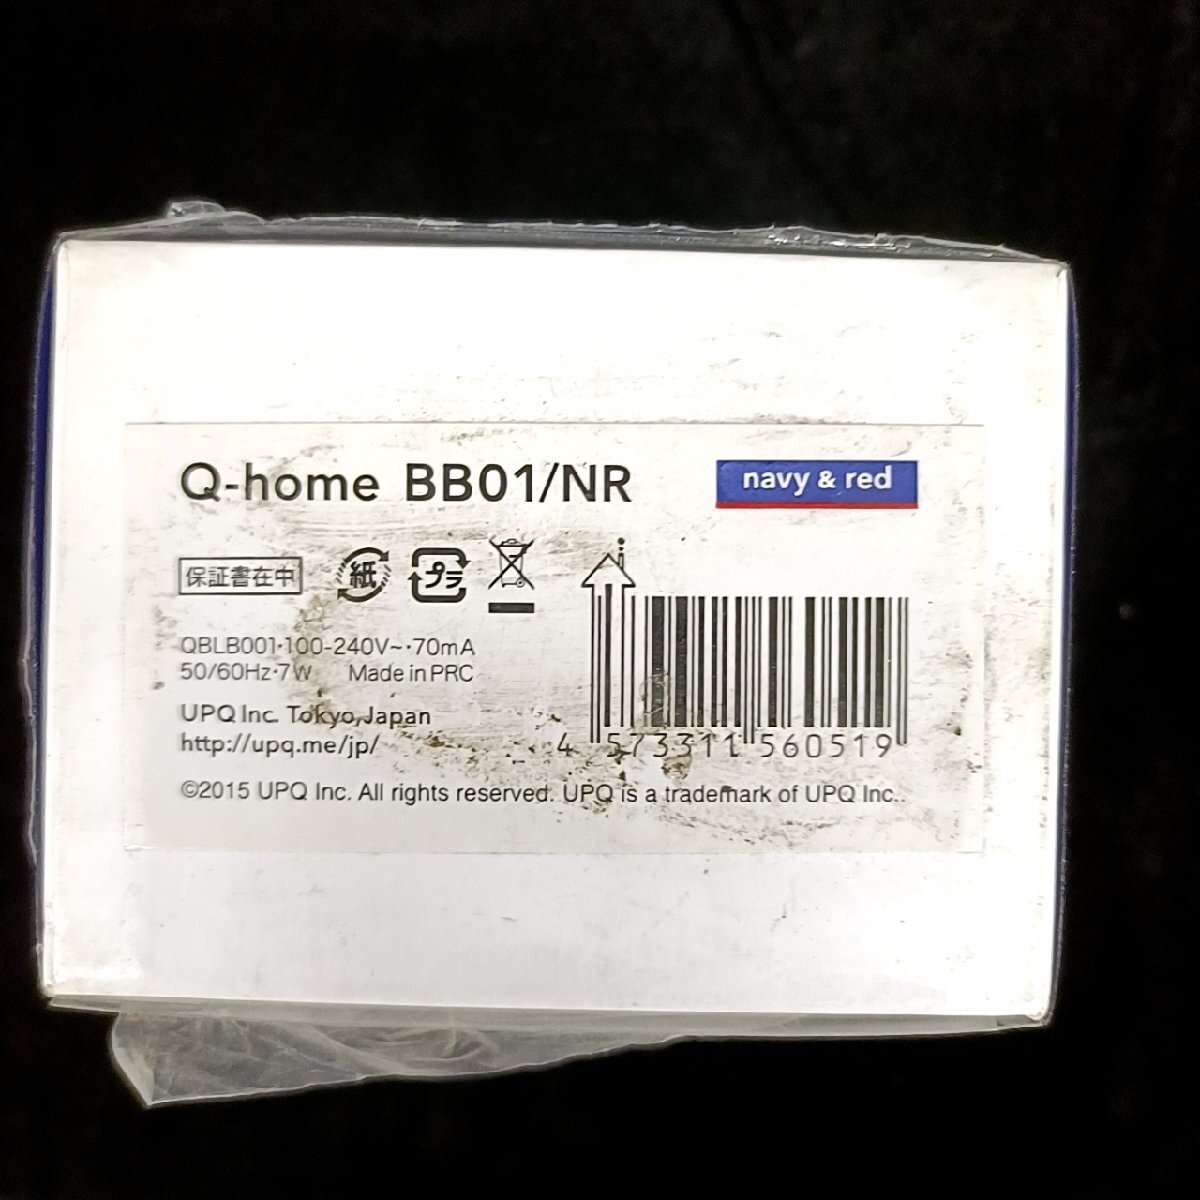 Q-home BB01/NR
navy & red
保証書在中
紙
プラ
QBLB001・100-240V~・70mA
50/60Hz・7W Made in PRC
UPQ Inc. Tokyo, Japan
http://upq.me/jp/
4 573311 560519
©2015 UPQ Inc. All rights reserved. UPQ is a trademark of UPQ Inc..